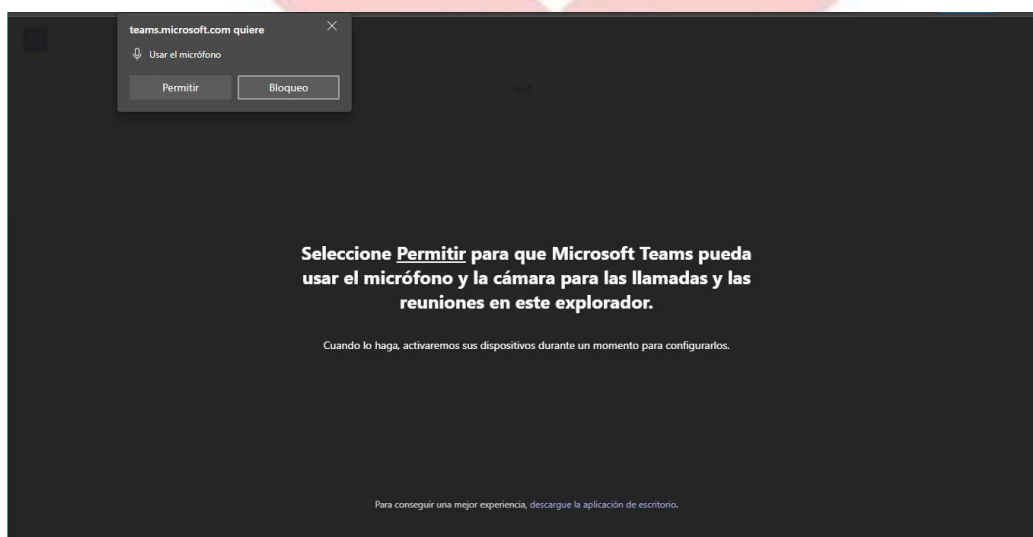 teams.microsoft.com quiere
Usar el micrófono
Permitir
Bloqueo
Seleccione Permitir para que Microsoft Teams pueda
usar el micrófono y la cámara para las llamadas y las
reuniones en este explorador.
Cuando lo haga, activaremos sus dispositivos durante un momento para configurarlos.
Para conseguir una mejor experiencia, descargue la aplicación de escritorio.